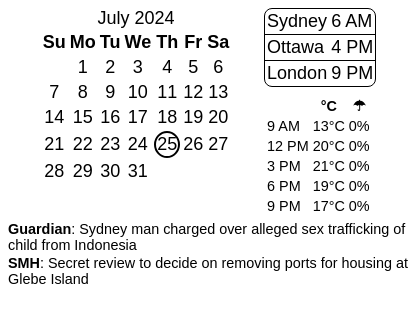 July 2024
Su Mo Tu We Th Fr Sa
1 2 3 4 5 6
7 8 9 10 11 12 13
14 15 16 17 18 19 20
21 22 23 24 25 26 27
28 29 30 31
Sydney 6 AM
Ottawa 4 PM
London 9 PM
°C ☂
9 AM 13°C 0%
12 PM 20°C 0%
3 PM 21°C 0%
6 PM 19°C 0%
9 PM 17°C 0%
Guardian: Sydney man charged over alleged sex trafficking of
child from Indonesia
SMH: Secret review to decide on removing ports for housing at
Glebe Island